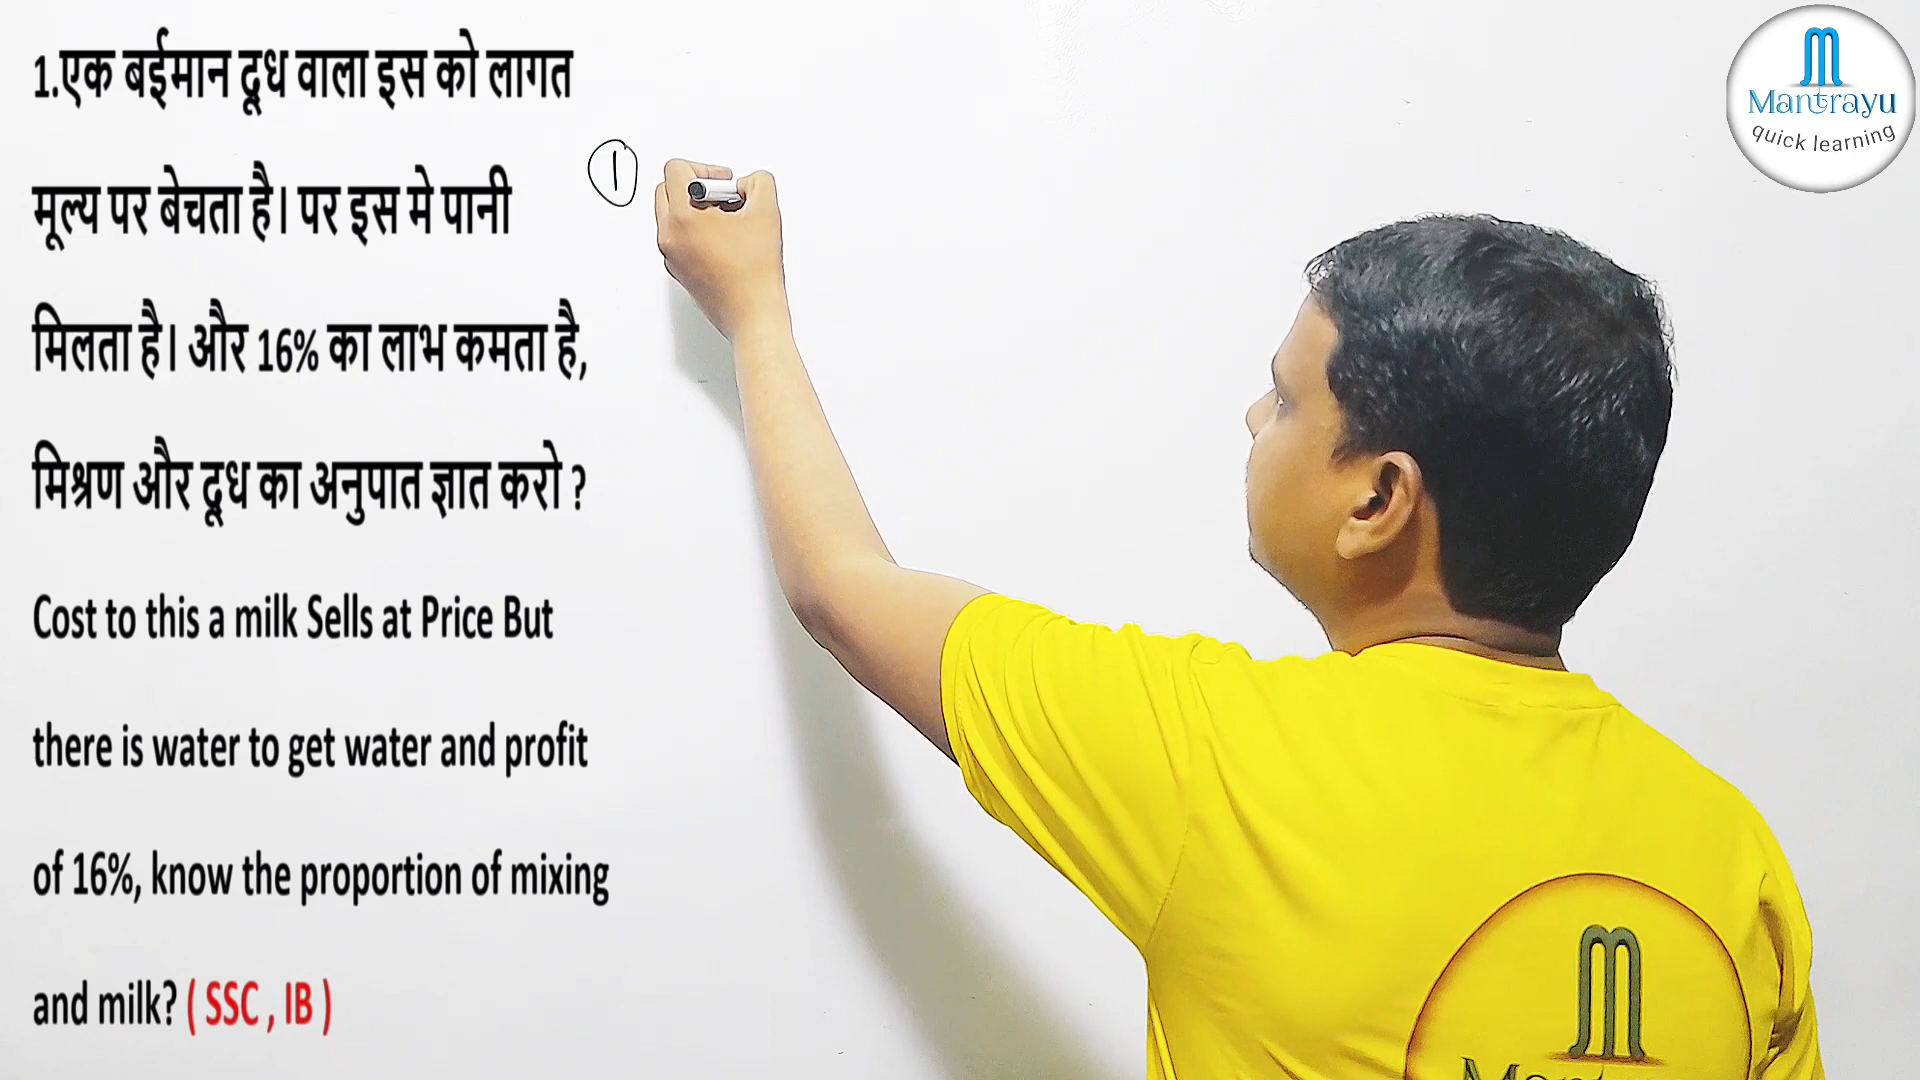 1.एक बईमान दूध वाला इस को लागत
मूल्य पर बेचता है। पर इस मे पानी
मिलता है। और 16% का लाभ कमता है,
मिश्रण और दूध का अनुपात ज्ञात करो ?
Cost to this a milk Sells at Price But
there is water to get water and profit
of 16%, know the proportion of mixing
and milk? ( SSC , IB )
1
Mantrayu
quick learning